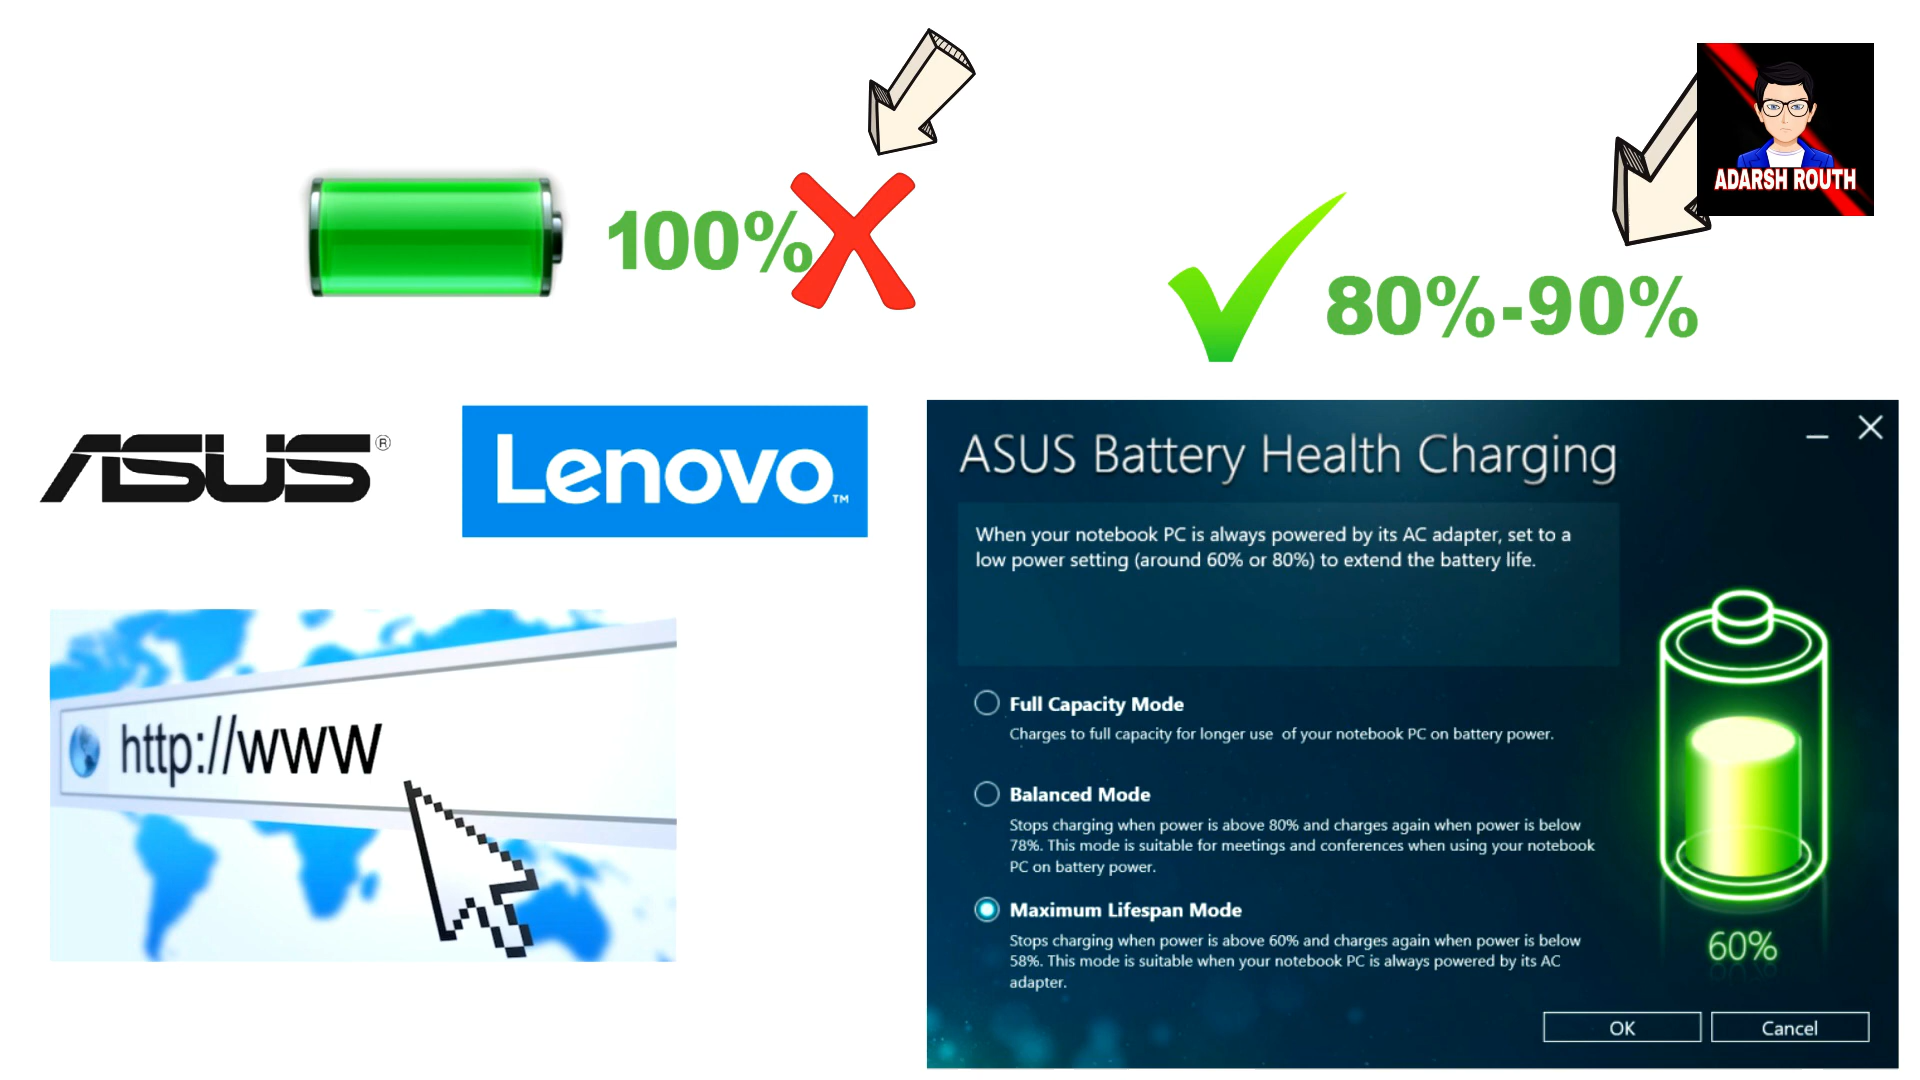 ADARSH ROUTH
100%
80%-90%
ASUS®
Lenovo™
http://www
ASUS Battery Health Charging
When your notebook PC is always powered by its AC adapter, set to a
low power setting (around 60% or 80%) to extend the battery life.
Full Capacity Mode
Charges to full capacity for longer use of your notebook PC on battery power.
Balanced Mode
Stops charging when power is above 80% and charges again when power is below
78%. This mode is suitable for meetings and conferences when using your notebook
PC on battery power.
Maximum Lifespan Mode
Stops charging when power is above 60% and charges again when power is below
58%. This mode is suitable when your notebook PC is always powered by its AC
adapter.
60%
OK
Cancel